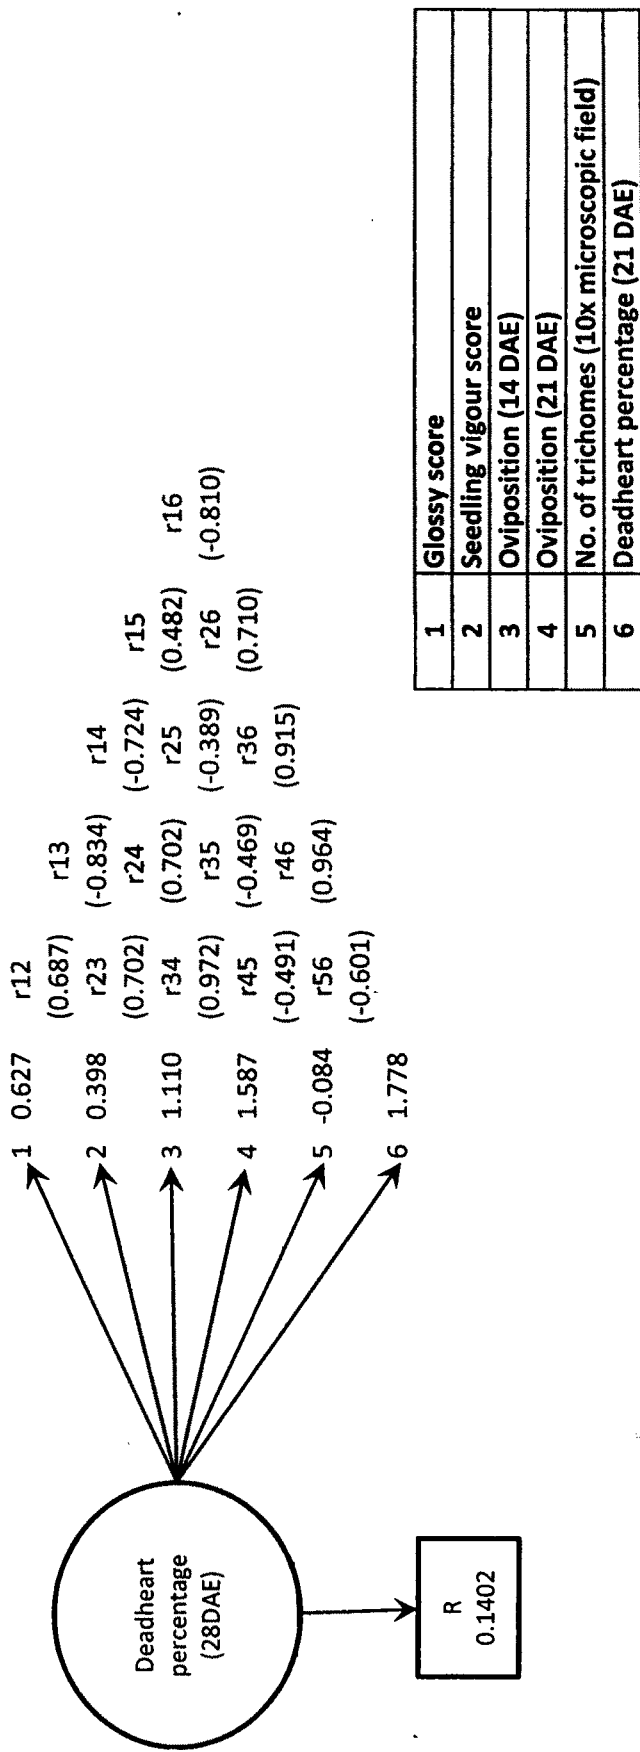 Deadheart
percentage
(28DAE)
R
0.1402
1 0.627 r12
(0.687) r13
2 0.398 r23 (-0.834) r14
(0.702) r24 (-0.724) r15
3 1.110 r34 (0.702) r25 (0.482) r16
(0.972) r35 (-0.389) r26 (-0.810)
4 1.587 r45 (-0.469) r36 (0.710)
(-0.491) r46 (0.915)
5 -0.084 r56 (0.964)
(-0.601)
6 1.778
1 Glossy score
2 Seedling vigour score
3 Oviposition (14 DAE)
4 Oviposition (21 DAE)
5 No. of trichomes (10x microscopic field)
6 Deadheart percentage (21 DAE)